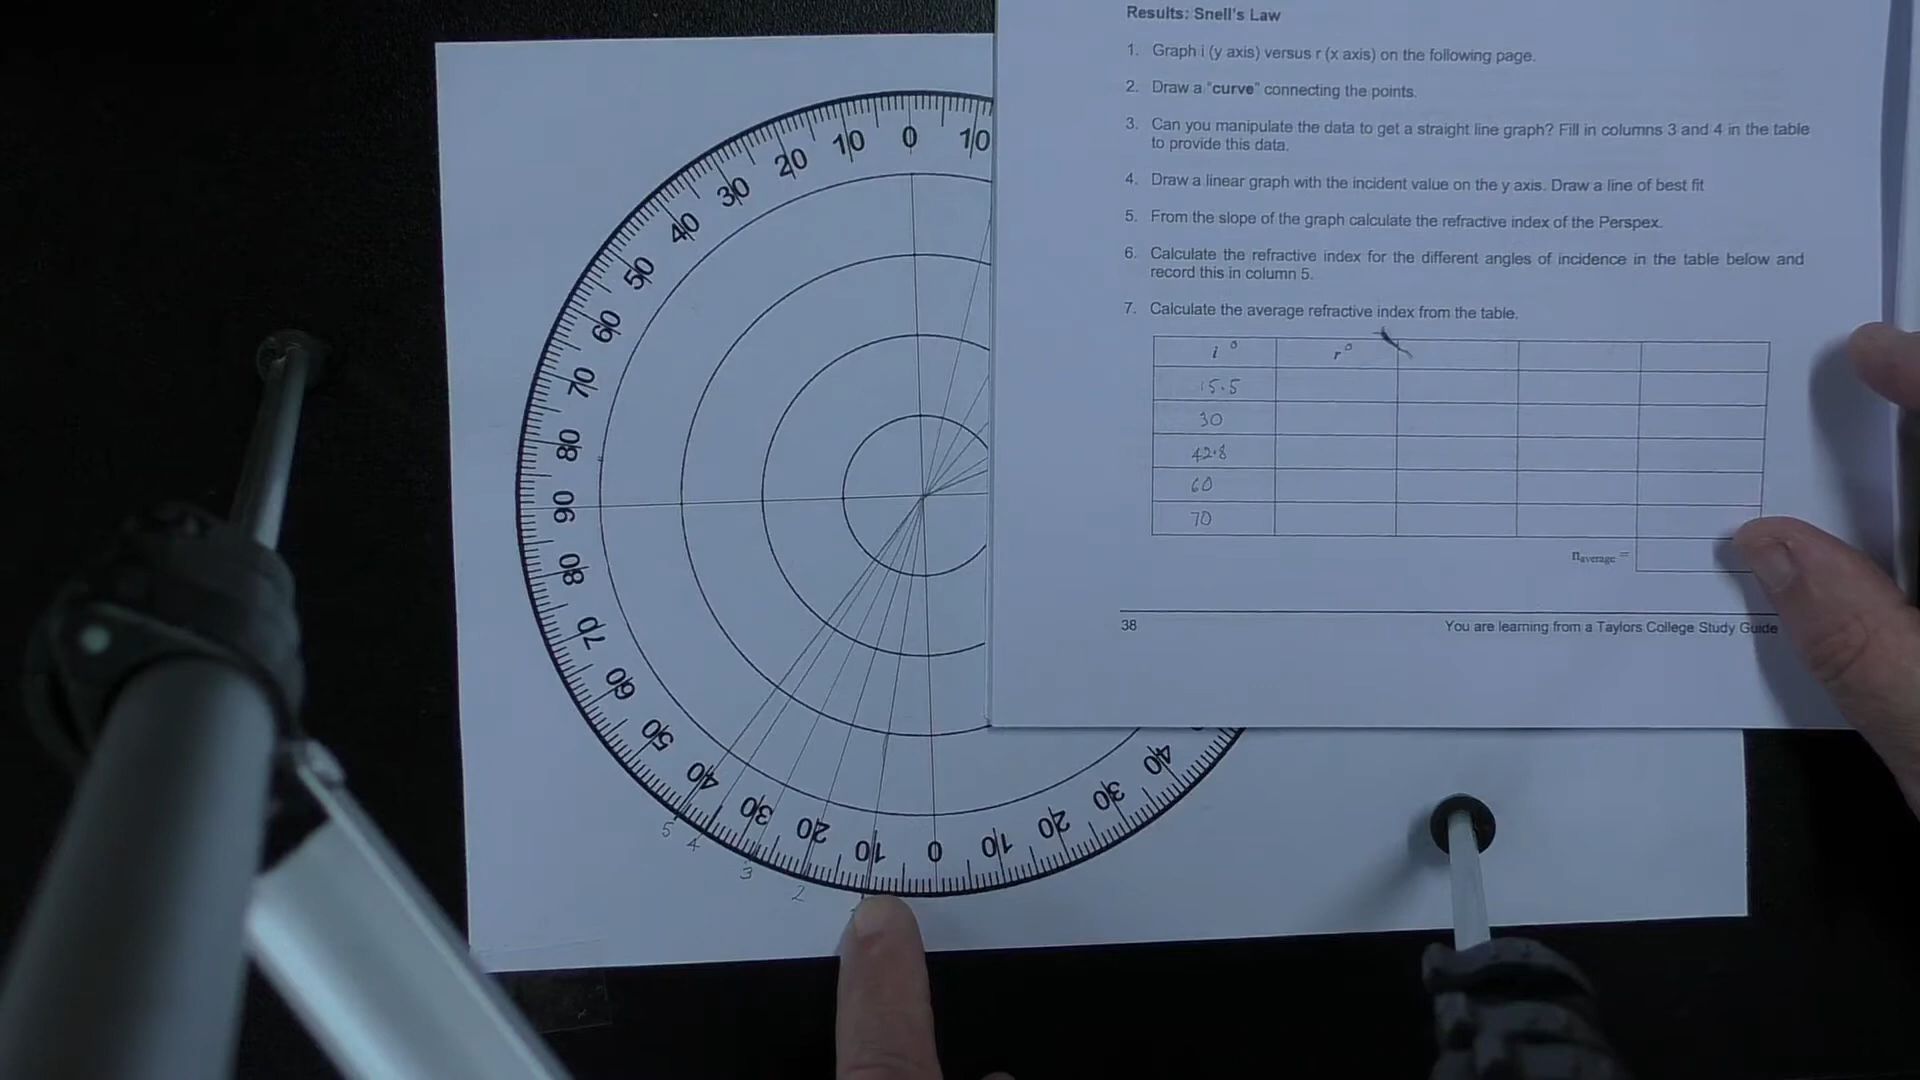 Results: Snell's Law
1. Graph i (y axis) versus r (x axis) on the following page.
2. Draw a "curve" connecting the points.
3. Can you manipulate the data to get a straight line graph? Fill in columns 3 and 4 in the table
to provide this data.
4. Draw a linear graph with the incident value on the y axis. Draw a line of best fit
5. From the slope of the graph calculate the refractive index of the Perspex.
6. Calculate the refractive index for the different angles of incidence in the table below and
record this in column 5.
7. Calculate the average refractive index from the table.
i° r°
15.5
30
42.8
60
70
naverage =
38 You are learning from a Taylors College Study Guide
40 30 20 10 0 10
50
60
70
80
90
80
70
60
50
40 30 20 10 0 10 20 30 40
5 4 3 2